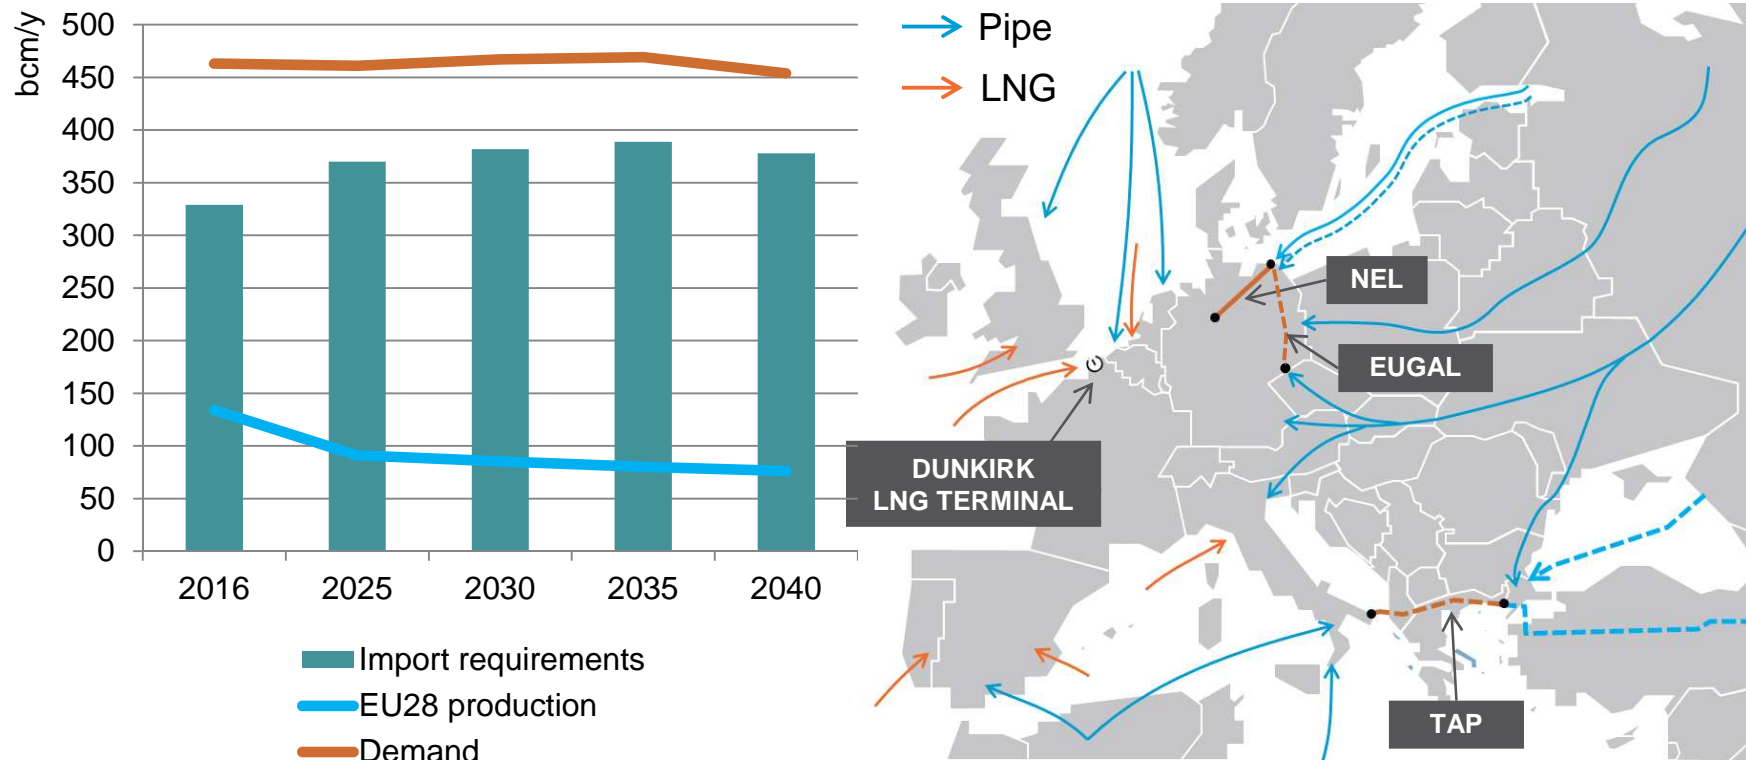 bcm/y
500
450
400
350
300
250
200
150
100
50
0
2016 2025 2030 2035 2040
Import requirements
EU28 production
Demand
Pipe
LNG
NEL
EUGAL
DUNKIRK
LNG TERMINAL
TAP